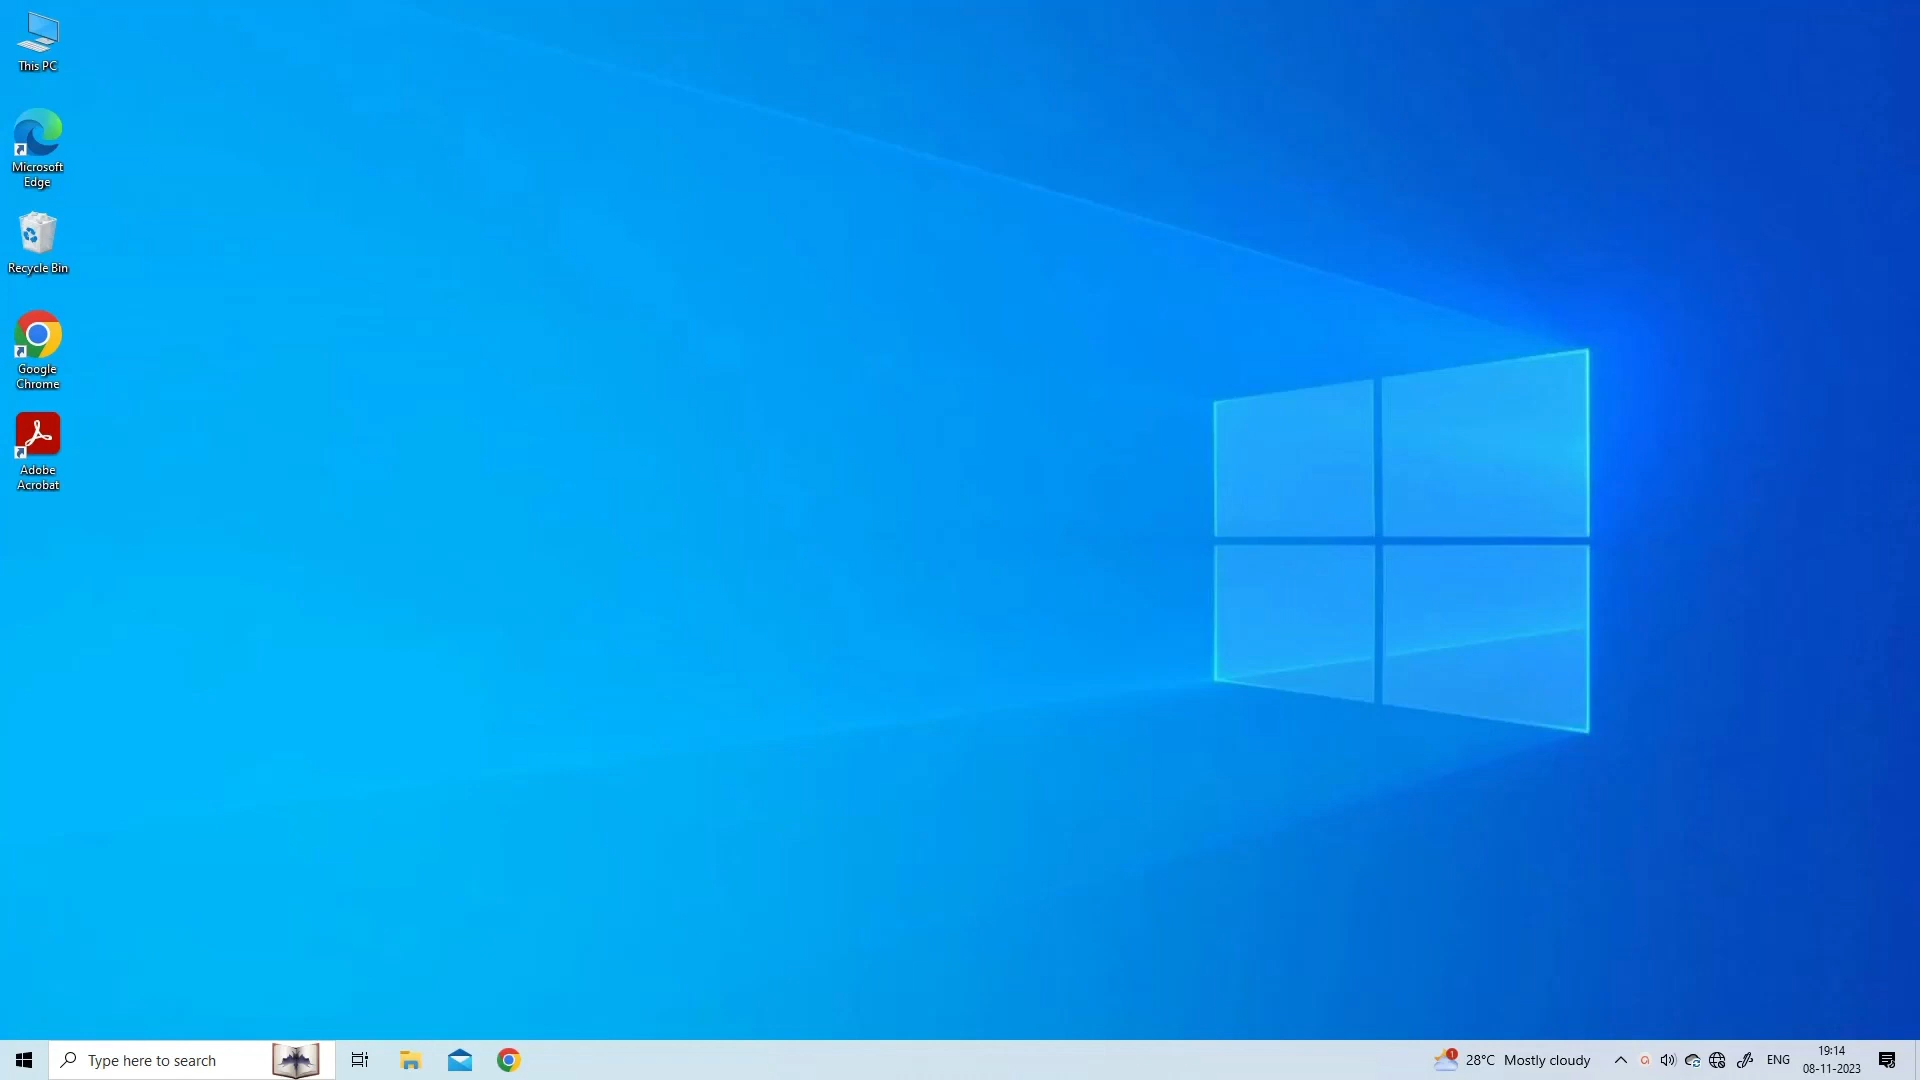 This PC
Microsoft
Edge
Recycle Bin
Google
Chrome
Adobe
Acrobat
Type here to search
1
28°C Mostly cloudy
ENG
19:14
08-11-2023